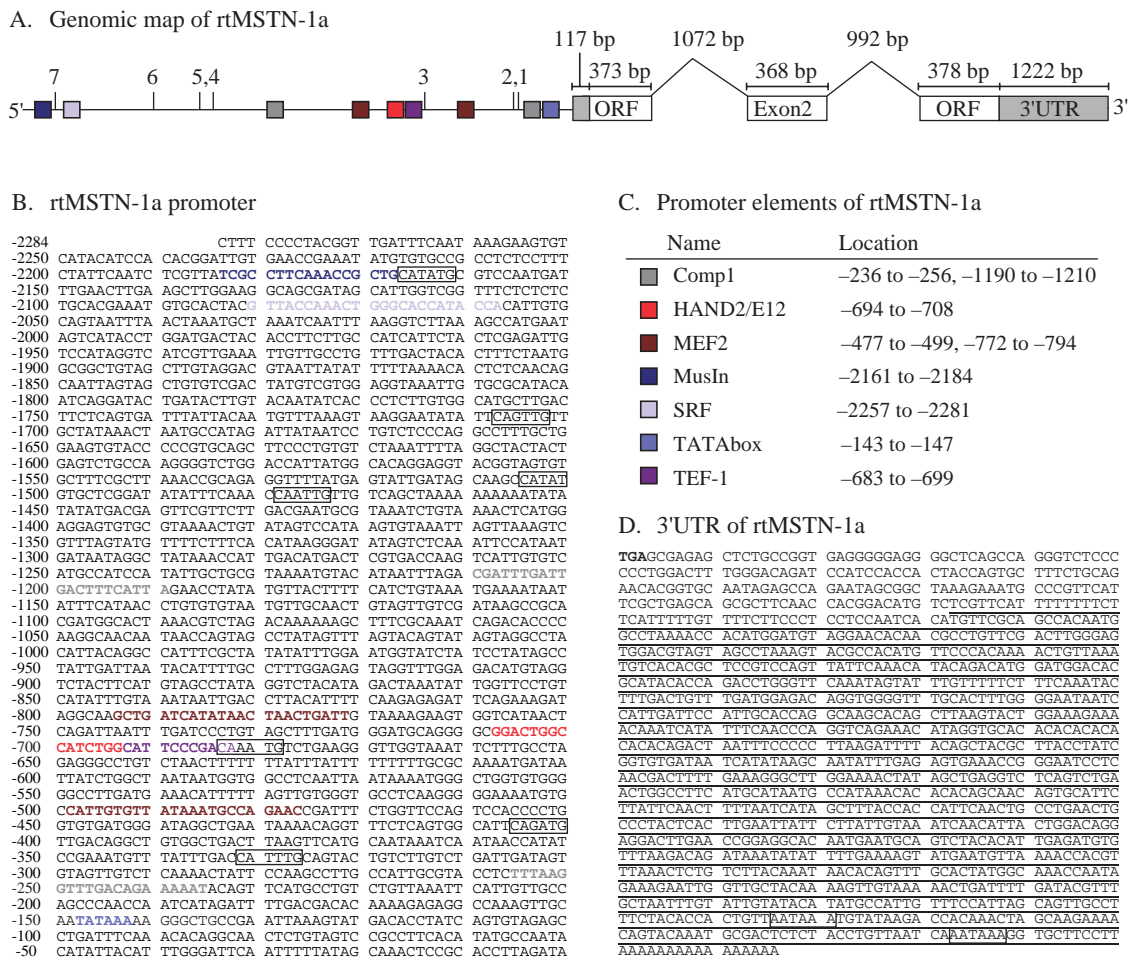 A. Genomic map of rtMSTN-1a
117 bp 1072 bp 992 bp
7 6 5,4 3 2,1 373 bp 368 bp 378 bp 1222 bp
5' ORF Exon2 ORF 3'UTR 3'
B. rtMSTN-1a promoter
-2284 CTTT CCCCTACGGT TGATTTCAAT AAAGAAGTGT
-2250 CATACATCCA CACGGATTGT GAACCGAAAT ATGTGTGCCG CCTCTCCTTT
-2200 CTATTCAATC TCGTTATCGC CTTCAAACCG CTGCATATGC GTCCAATGAT
-2150 TTGAACTTGA AGCTTGGAAG GCAGCGATAG CATTGGTCGG TTTCTCTCTC
-2100 TGCACGAAAT GTGCACTACG TTACCAAACT GGGCACCATA CCACATTGTG
-2050 CAGTAATTTA ACTAAATGCT AAATCAATTT AAGGTCTTAA AGCCATGAAT
-2000 AGTCATACCT GGATGACTAC ACCTTCTTGC CATCATTCTA CTCGAGATTG
-1950 TCCATAGGTC ATCGTTGAAA TTGTTGCCTG TTTGACTACA CTTTCTAATG
-1900 GCGGCTGTAG CTTGTAGGAC GTAATTATAT TTTTAAAACA CTCTCAACAG
-1850 CAATTAGTAG CTGTGTCGAC TATGTCGTGG AGGTAAATTG TGCGCATACA
-1800 ATCAGGATAC TGATACTTGT ACAATATCAC CCTCTTGTGG CATGCTTGAC
-1750 TTCTCAGTGA TTTATTACAA TGTTTAAAGT AAGGAATATA TTCAGTTGTT
-1700 GCTATAAACT AATGCCATAG ATTATAATCC TGTCTCCCAG GCCTTTGCTG
-1650 GAAGTGTACC CCCGTGCAGC TTCCCTGTGT CTAAATTTTA GGCTACTACT
-1600 GAGTCTGCCA AGGGGTCTGG ACCATTATGG CACAGGAGGT ACGGTAGTGT
-1550 GCTTTCGCTT AAACCGCAGA GGTTTTATGA GTATTGATAG CAAGCCATAT
-1500 GTGCTCGGAT ATATTTCAAA CCAATTGTTG TCAGCTAAAA AAAAAATATA
-1450 TATATGACGA GTTCGTTCTT GACGAATGCG TAAATCTGTA AAACTCATGG
-1400 AGGAGTGTGC GTAAAACTGT ATAGTCCATA AGTGTAAATT AGTTAAAGTC
-1350 GTTTAGTATG TTTTCTTTCA CATAAGGGAT ATAGTCTCAA ATTCCATAAT
-1300 GATAATAGGC TATAAACCAT TGACATGACT CGTGACCAAG TCATTGTGTC
-1250 ATGCCATCCA TATTGCTGCG TAAAATGTAC ATAATTTAGA CGATTTGATT
-1200 GACTTTCATT AGAACCTATA TGTTACTTTT CATCTGTAAA TGAAAATAAT
-1150 ATTTCATAAC CTGTGTGTAA TGTTGCAACT GTAGTTGTCG ATAAGCCGCA
-1100 CGATGGCACT AAACGTCTAG ACAAAAAAGC TTTCGCAAAT CAGACACCCC
-1050 AAGGCAACAA TAACCAGTAG CCTATAGTTT AGTACAGTAT AGTAGGCCTA
-1000 CATTACAGGC CATTTCGCTA TATATTTGGA AATGGTATCTA TCCTATAGCC
-950 TATTGATTAA TACATTTTGC CTTTGGAGAG TAGGTTTGGA GACATGTAGG
-900 TCTACTTCAT GTAGCCTATA GGTCTACATA GACTAAATAT TGGTTCCTGT
-850 CATATTTGTA AATAATTGAC CTTACATTTT CAAGAGAGAT TCAGAAAGAT
-800 AGGCAAGCTG ATCATATAAC TAACTGATTG TAAAAGAAGT GGTCATAACT
-750 CAGATTAATT TGATCCCTGT AGCTTTGATG GGATGCAGGG GCGGACTGGC
-700 CATCTGGCAT TCCCGACAAA TGTCTGAAGG GTTGGTAAAT TCTTTGCCTA
-650 GAGGGCCTGT CTAACTTTTT TTATTTATTT TTTTTTGCGC AAAATGATAA
-600 TTATCTGGCT AATAATGGTG GCCTCAATTA ATAAAATGGG CTGGTGTGGG
-550 GGCCTTGATG AAACATTTTT AGTTGTGGGT GCCTCAAGGG GGAAAATGTG
-500 CCATTGTGTT ATAAATGCCA GAACCGATTT CTGGTTCCAG TCCACCCCTG
-450 GTGTGATGGG ATAGGCTGAA TAAAACAGGT TTCTCAGTGG CATTCAGATG
-400 TTGACAGGCT GTGGCTGACT TAAGTTCATG CAATAAATCA ATAACCATAT
-350 CCGAAATGTT TATTTGACCA TTTGCAGTAC TGTCTTGTCT GATTGATAGT
-300 GTAGTTGTCT CAAAACTATT CCAAGCCTTG CCATTGCGTA CCTCTTTAAG
-250 GTTTGACAGA AAAATACAGT TCATGCCTGT CTGTTAAATT CATTGTTGCC
-200 AGCCCAACCA CATAGATATT TGACGACACA AAAAGAGAGG CCAAAGTTGC
-150 AATATAAAAA GGGCTGCCGA ATTAAAGTAT GACACCTATC AGTGTAGAGC
-100 CTGATTTCAA ACACAGGCAA CTCTGTAGTC CGCCTTCACA TATGCCAATA
-50 CATATTACAT TGGGATTCA ATTTTTATAG CAAACTCCGC ACCTTAGATA
C. Promoter elements of rtMSTN-1a
Name Location
Comp1 –236 to –256, –1190 to –1210
HAND2/E12 –694 to –708
MEF2 –477 to –499, –772 to –794
MusIn –2161 to –2184
SRF –2257 to –2281
TATAbox –143 to –147
TEF-1 –683 to –699
D. 3'UTR of rtMSTN-1a
TGAGCGAGAG CTCTGCCGGT GAGGGGGAGG GGCTCAGCCA GGGTCTCCC
CCCTGGACTT TGGGACAGAT CCATCCACCA CTACCAGTGC TTTCTGCAG
AACACGGTGC AATAGAGCCA GAATAGCGGC TAAAGAAATG CCCGTTCAT
TCGCTGAGCA GCGCTTCAAC CACGGACATG TCTCGTTCAT TTTTTTTCT
TCATTTTTGT TTTCTTCCCT CCTCCAATCA CATGTTCGCA GCCACAATG
GCCTAAAACC ACATGGATGT AGGAACACAA CGCCTGTTCG ACTTGGGAG
TGGACGTAGT AGCCTAAAGT ACGCCACATG TTCCCACAAA ACTGTTAAA
TGTCACACGC TCCGTCCAGT TATTCAAACA TACAGACATG GATGGACAC
GCATACACCA GACCTGGGTT CAAATAGTAT TTGTTTTTCT TTCAAATAC
TTTGACTGTT TGATGGAGAC AGGTGGGGTT TGCACTTTGG GGAATAATC
CATTGATTCC ATTGCACCAG GCAAGCACAG CTTAAGTACT GGAAAGAAA
ACAAATCATA TTTCAACCCA GGTCAGAAAC ATAGGTGCAC ACACACACA
CACACAGACT AATTTCCCCC TTAAGATTTT ACAGCTACGC TTACCTATC
GGTGTGATAA TCATATAAGC AATATTTGAG AGTGAAACCG GGAATCCTC
AACGACTTTT GAAAGGGCTT GGAAAACTAT AGCTGAGGTC TCAGTCTGA
ACTGGCCTTC ATGCATAATG CCATAAACAC ACACAGCAAC AGTGCATTC
TTATTCAACT TTTAATCATA GCTTTACCAC CATTCAACTG CCTGAACTG
CCCTACTCAC TTGAATTATT CTTATTGTAA ATCAACATTA CTGGACAGG
GGACTTGAAC CGGAGGCACA ATGAATGCAG TCTACACATT TGAGATGTG
TTTAAGACAG ATAAATATAT TTTGAAAAGT ATGAATGTTA AAACCACGT
TAAACTCTGT CTCTTACAAA TAACACAGTT TGCACTATGG CAACCAATA
GAAAGAATTG GTTGCTACAA AAGTTGTAAA AACTGATTTT GATACGTTT
GCTAATTTGT ATTGTATACA TATGCCATTG TTTCCATTAG CAGTTGCCT
TTCTACACCA CTGTTAATAA ATGTATAAGA CCACAAACTA GCAAGAAAA
CAGTACAAAT GCGACTCTCT ACCTGTTAAT CAAATAAAGG TGCTTCCTT
AAAAAAAAAA AAAAAA